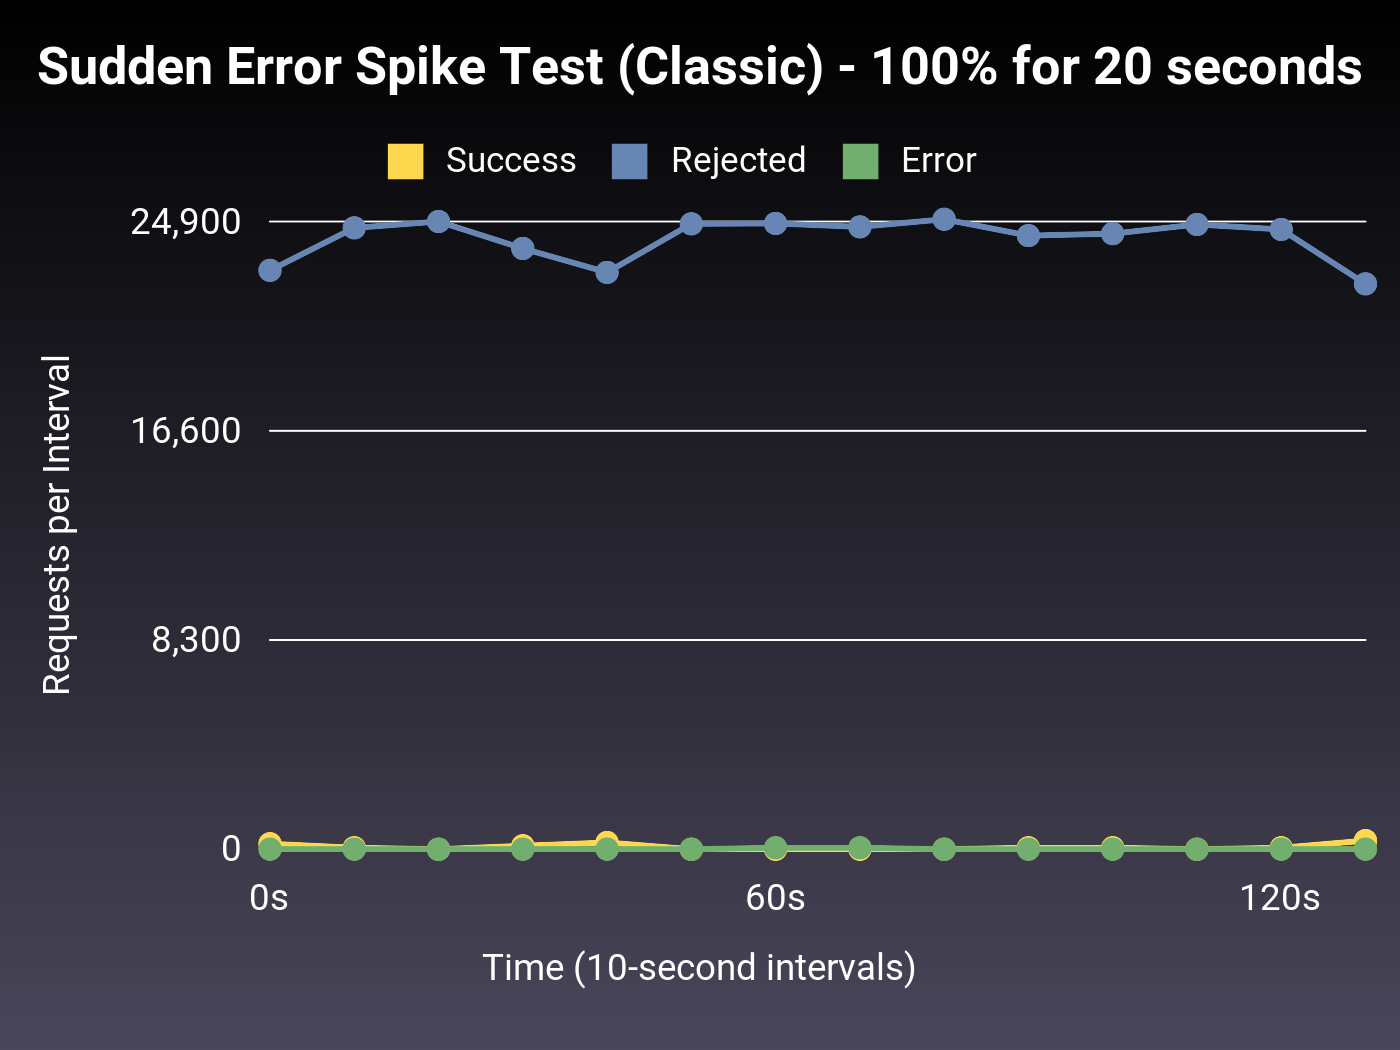 Sudden Error Spike Test (Classic) - 100% for 20 seconds
Success Rejected Error
24,900
16,600
8,300
0
Requests per Interval
0s 60s 120s
Time (10-second intervals)